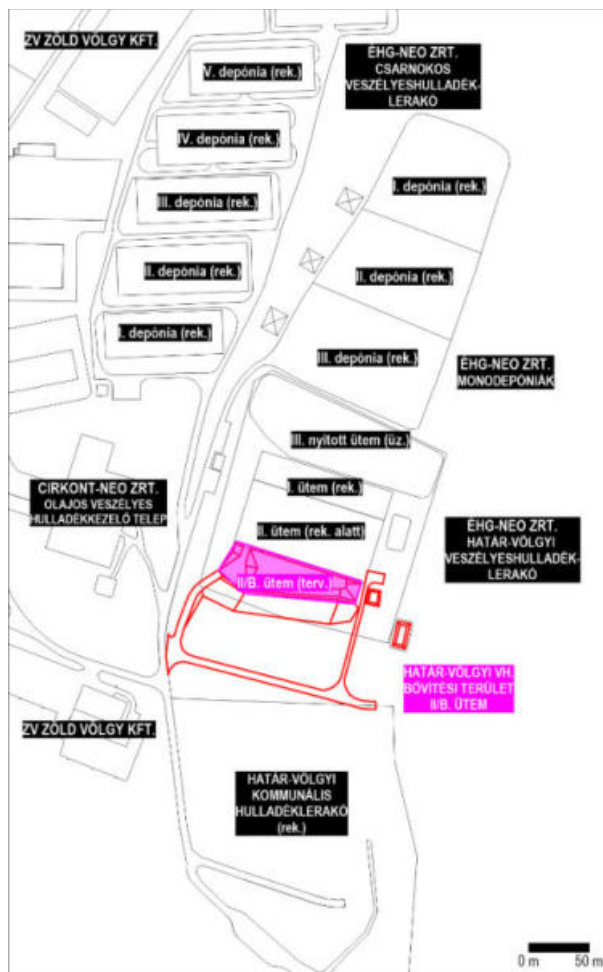 ZV ZÖLD VÖLGY KFT.
ÉHG-NEO ZRT.
CSARNOKOS
VESZÉLYESHULLADÉK-
LERAKÓ
V. depónia (rek.)
IV. depónia (rek.)
III. depónia (rek.)
II. depónia (rek.)
I. depónia (rek.)
I. depónia (rek.)
II. depónia (rek.)
III. depónia (rek.)
ÉHG-NEO ZRT.
MONODEPÓNIÁK
III. nyitott ütem (üz.)
I. ütem (rek.)
II. ütem (rek. alatt)
II/B. ütem (terv.)
CIRKONT-NEO ZRT.
OLAJOS VESZÉLYES
HULLADÉKKEZELŐ TELEP
ÉHG-NEO ZRT.
HATÁR-VÖLGYI
VESZÉLYESHULLADÉK-
LERAKÓ
HATÁR-VÖLGYI VH.
BŐVÍTÉSI TERÜLET
II/B. ÜTEM
ZV ZÖLD VÖLGY KFT.
HATÁR-VÖLGYI
KOMMUNÁLIS
HULLADÉKLERAKÓ
(rek.)
0 m 50 m